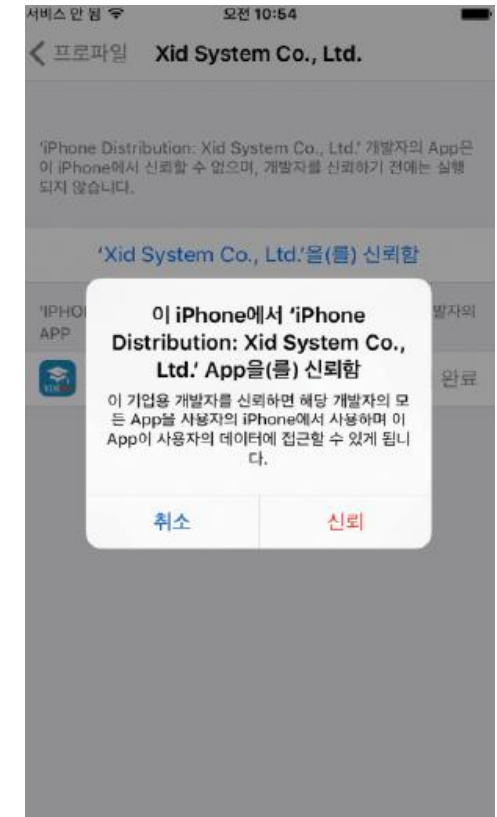 서비스 안 됨 오전 10:54
프로파일 Xid System Co., Ltd.
'iPhone Distribution: Xid System Co., Ltd.' 개발자의 App은
이 iPhone에서 신뢰할 수 없으며, 개발자를 신뢰하기 전에는 실행
되지 않습니다.
'Xid System Co., Ltd.'을(를) 신뢰함
'IPHO 발자의
APP
완료
이 iPhone에서 'iPhone
Distribution: Xid System Co.,
Ltd.' App을(를) 신뢰함
이 기업용 개발자를 신뢰하면 해당 개발자의 모
든 App을 사용자의 iPhone에서 사용하며 이
App이 사용자의 데이터에 접근할 수 있게 됩니
다.
취소 신뢰